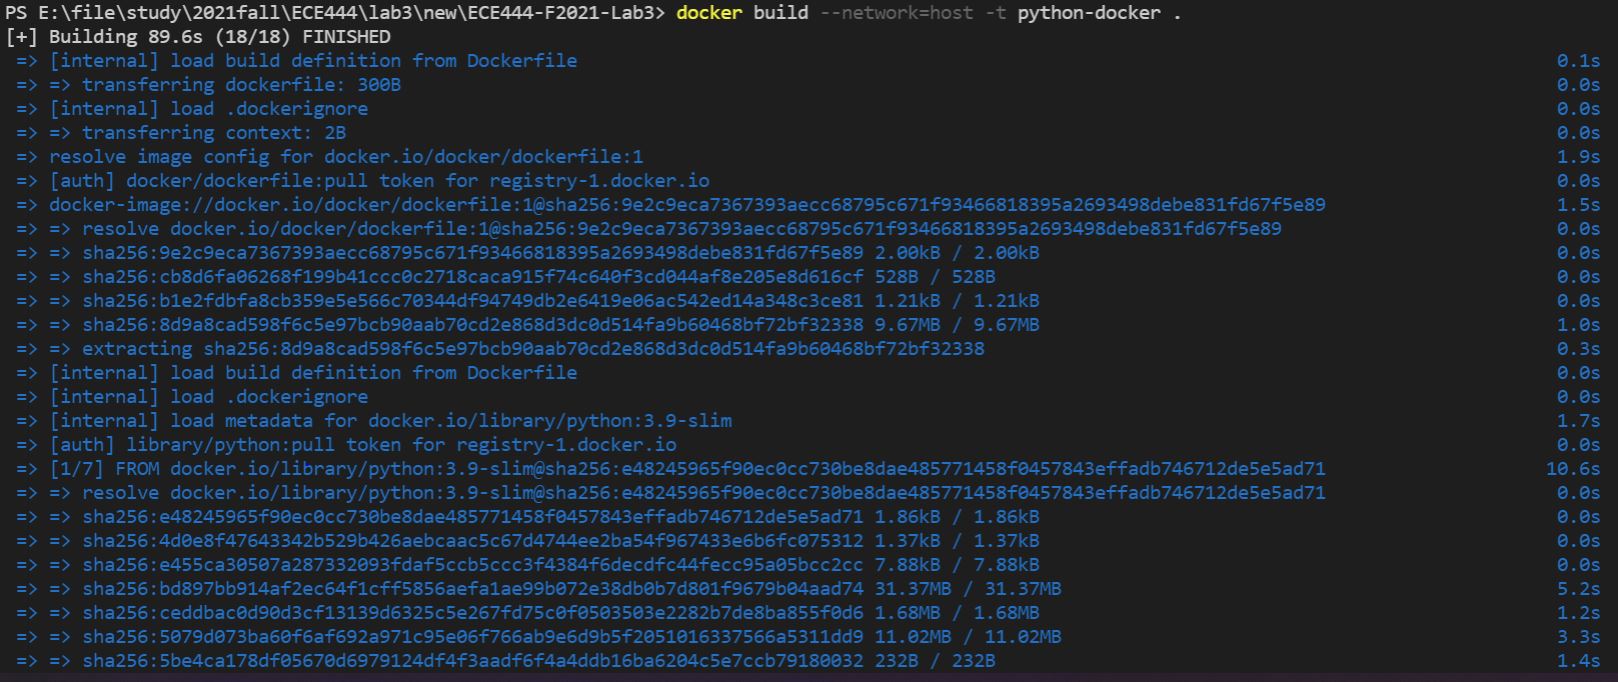 PS E:\file\study\2021fall\ECE444\lab3\new\ECE444-F2021-Lab3> docker build --network=host -t python-docker .
[+] Building 89.6s (18/18) FINISHED
=> [internal] load build definition from Dockerfile 0.1s
=> => transferring dockerfile: 300B 0.0s
=> [internal] load .dockerignore 0.0s
=> => transferring context: 2B 0.0s
=> resolve image config for docker.io/docker/dockerfile:1 1.9s
=> [auth] docker/dockerfile:pull token for registry-1.docker.io 0.0s
=> docker-image://docker.io/docker/dockerfile:1@sha256:9e2c9eca7367393aecc68795c671f93466818395a2693498debe831fd67f5e89 1.5s
=> => resolve docker.io/docker/dockerfile:1@sha256:9e2c9eca7367393aecc68795c671f93466818395a2693498debe831fd67f5e89 0.0s
=> => sha256:9e2c9eca7367393aecc68795c671f93466818395a2693498debe831fd67f5e89 2.00kB / 2.00kB 0.0s
=> => sha256:cb8d6fa06268f199b41ccc0c2718caca915f74c640f3cd044af8e205e8d616cf 528B / 528B 0.0s
=> => sha256:b1e2fdbfa8cb359e5e566c70344df94749db2e6419e06ac542ed14a348c3ce81 1.21kB / 1.21kB 0.0s
=> => sha256:8d9a8cad598f6c5e97bcb90aab70cd2e868d3dc0d514fa9b60468bf72bf32338 9.67MB / 9.67MB 1.0s
=> => extracting sha256:8d9a8cad598f6c5e97bcb90aab70cd2e868d3dc0d514fa9b60468bf72bf32338 0.3s
=> [internal] load build definition from Dockerfile 0.0s
=> [internal] load .dockerignore 0.0s
=> [internal] load metadata for docker.io/library/python:3.9-slim 1.7s
=> [auth] library/python:pull token for registry-1.docker.io 0.0s
=> [1/7] FROM docker.io/library/python:3.9-slim@sha256:e48245965f90ec0cc730be8dae485771458f0457843effadb746712de5e5ad71 10.6s
=> => resolve docker.io/library/python:3.9-slim@sha256:e48245965f90ec0cc730be8dae485771458f0457843effadb746712de5e5ad71 0.0s
=> => sha256:e48245965f90ec0cc730be8dae485771458f0457843effadb746712de5e5ad71 1.86kB / 1.86kB 0.0s
=> => sha256:4d0e8f47643342b529b426aebcaac5c67d4744ee2ba54f967433e6b6fc075312 1.37kB / 1.37kB 0.0s
=> => sha256:e455ca30507a287332093fdaf5ccb5ccc3f4384f6decdfc44fecc95a05bcc2cc 7.88kB / 7.88kB 0.0s
=> => sha256:bd897bb914af2ec64f1cff5856aefa1ae99b072e38db0b7d801f9679b04aad74 31.37MB / 31.37MB 5.2s
=> => sha256:ceddbac0d90d3cf13139d6325c5e267fd75c0f0503503e2282b7de8ba855f0d6 1.68MB / 1.68MB 1.2s
=> => sha256:5079d073ba60f6af692a971c95e06f766ab9e6d9b5f2051016337566a5311dd9 11.02MB / 11.02MB 3.3s
=> => sha256:5be4ca178df05670d6979124df4f3aadf6f4a4ddb16ba6204c5e7ccb79180032 232B / 232B 1.4s